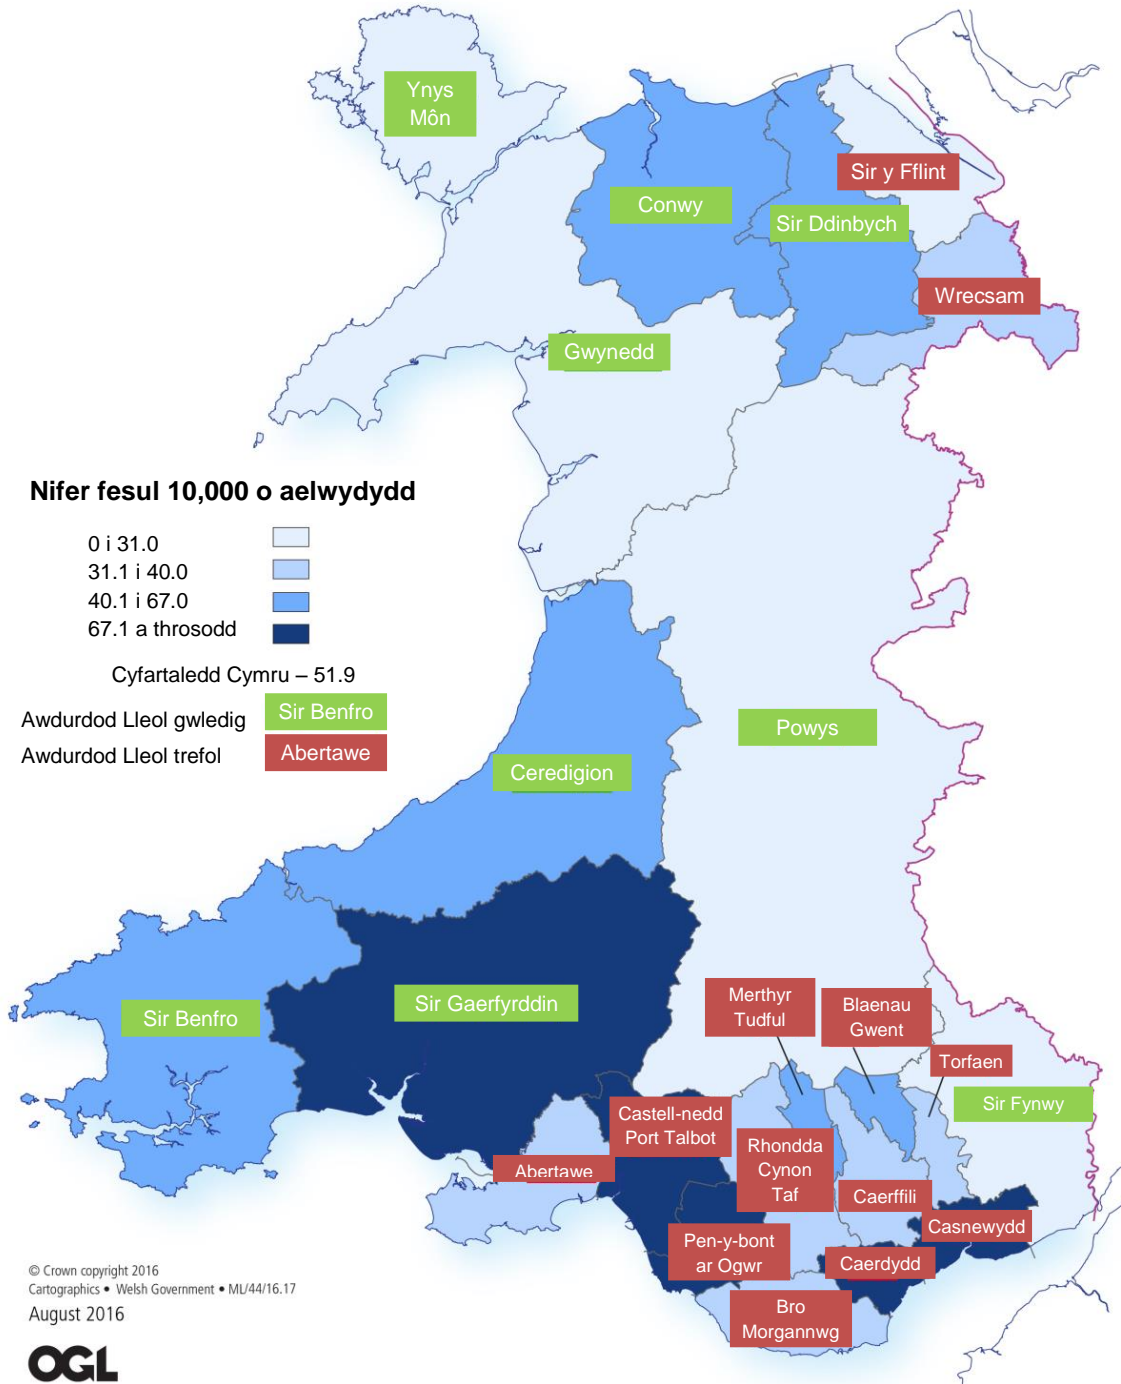 Ynys
Môn
Sir y Fflint
Conwy
Sir Ddinbych
Wrecsam
Gwynedd
Nifer fesul 10,000 o aelwydydd
0 i 31.0
31.1 i 40.0
40.1 i 67.0
67.1 a throsodd
Cyfartaledd Cymru – 51.9
Awdurdod Lleol gwledig
Sir Benfro
Awdurdod Lleol trefol
Abertawe
Powys
Ceredigion
Sir Gaerfyrddin
Sir Benfro
Merthyr
Tudful
Blaenau
Gwent
Torfaen
Sir Fynwy
Castell-nedd
Port Talbot
Abertawe
Rhondda
Cynon
Taf
Caerffili
Casnewydd
Pen-y-bont
ar Ogwr
Caerdydd
Bro
Morgannwg
© Crown copyright 2016
Cartographics • Welsh Government • ML/44/16.17
August 2016
OGL